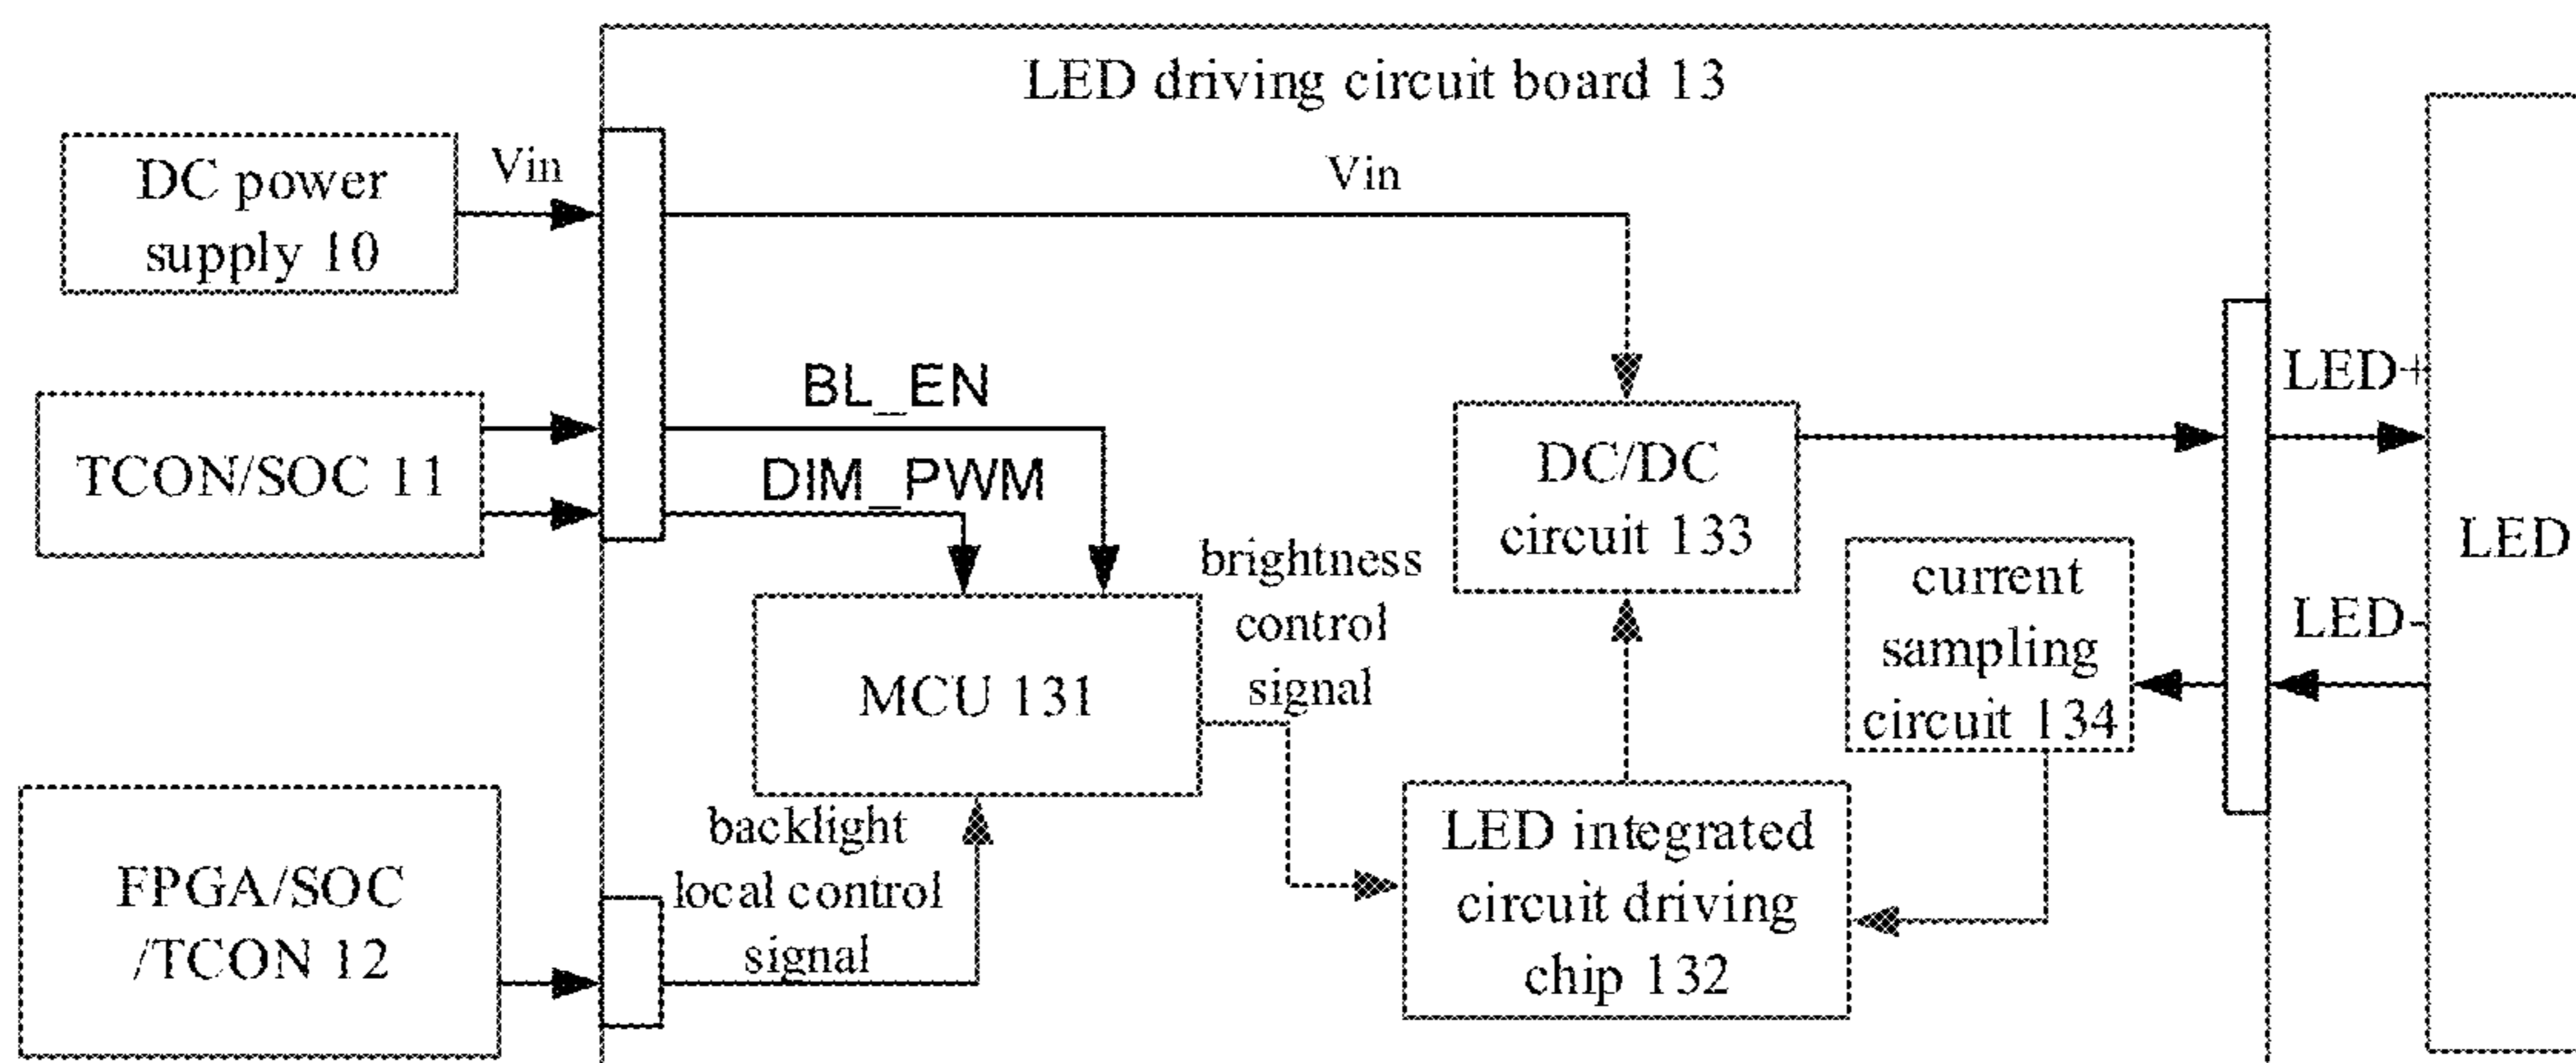 LED driving circuit board 13
DC power
supply 10
Vin
Vin
TCON/SOC 11
BL_EN
DIM_PWM
MCU 131
brightness
control
signal
DC/DC
circuit 133
current
sampling
circuit 134
LED+
LED-
LED
FPGA/SOC
/TCON 12
backlight
local control
signal
LED integrated
circuit driving
chip 132